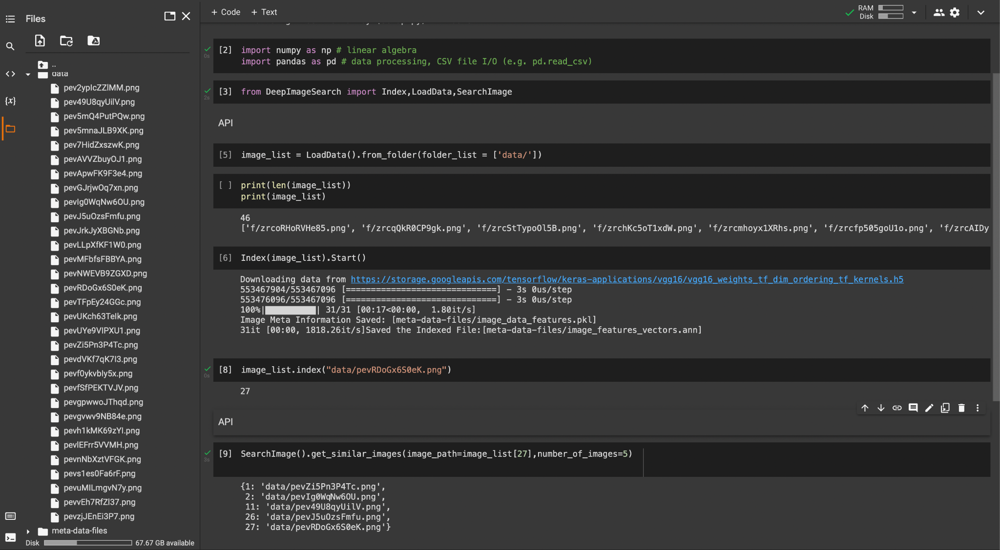 Files
..
data
pev2yplcZZlMM.png
pev49U8qyUilV.png
pev5mQ4PutPQw.png
pev5mnaJLB9XK.png
pev7HidZxszwK.png
pevAVVZbuyOJ1.png
pevApwFK9F3e4.png
pevGJrjwOq7xn.png
pevIg0WqNw6OU.png
pevJ5uOzsFmfu.png
pevJrkJyXBGNb.png
pevLLpXfKF1W0.png
pevMFbfsFBBYA.png
pevNWEVB9ZGXD.png
pevRDoGx6S0eK.png
pevTFpEy24GGc.png
pevUKch63TeIk.png
pevUYe9VIPXU1.png
pevZi5Pn3P4Tc.png
pevdVKf7qK7I3.png
pevf0ykvbly5x.png
pevfSfPEKTVJV.png
pevgpwwoJThqd.png
pevgvwv9NB84e.png
pevh1kMK69zYl.png
pevlEFrr5VVMH.png
pevnNbXztVFGK.png
pevs1es0Fa6rF.png
pevuMILmgvN7y.png
pevvEh7RfZl37.png
pevzjJEnEi3P7.png
meta-data-files
Disk 67.67 GB available
{x}
+ Code + Text
RAM
Disk
0s
[2] import numpy as np # linear algebra
import pandas as pd # data processing, CSV file I/O (e.g. pd.read_csv)
2s
[3] from DeepImageSearch import Index,LoadData,SearchImage
API
[5] image_list = LoadData().from_folder(folder_list = ['data/'])
[ ] print(len(image_list))
print(image_list)
46
['f/zrcoRHoRVHe85.png', 'f/zrcqQkR0CP9gk.png', 'f/zrcStTypoOl5B.png', 'f/zrchKc5oT1xdW.png', 'f/zrcmhoyx1XRhs.png', 'f/zrcfp505goU1o.png', 'f/zrcAIDy
[6] Index(image_list).Start()
Downloading data from https://storage.googleapis.com/tensorflow/keras-applications/vgg16/vgg16_weights_tf_dim_ordering_tf_kernels.h5
553467904/553467096 [==============================] - 3s 0us/step
553476096/553467096 [==============================] - 3s 0us/step
100%|██████████| 31/31 [00:17<00:00, 1.80it/s]
Image Meta Information Saved: [meta-data-files/image_data_features.pkl]
31it [00:00, 1818.26it/s]Saved the Indexed File:[meta-data-files/image_features_vectors.ann]
0s
[8] image_list.index("data/pevRDoGx6S0eK.png")
27
API
3s
[9] SearchImage().get_similar_images(image_path=image_list[27],number_of_images=5)
{1: 'data/pevZi5Pn3P4Tc.png',
2: 'data/pevIg0WqNw6OU.png',
11: 'data/pev49U8qyUilV.png',
26: 'data/pevJ5uOzsFmfu.png',
27: 'data/pevRDoGx6S0eK.png'}